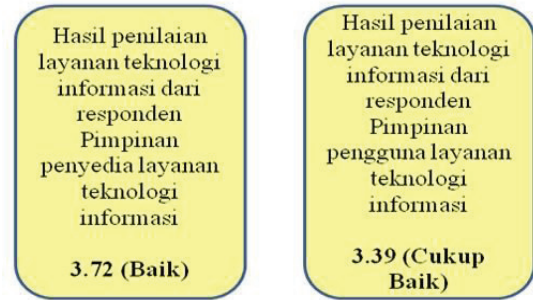 Hasil penilaian
layanan teknologi
informasi dari
responden
Pimpinan
penyedia layanan
teknologi
informasi
3.72 (Baik)
Hasil penilaian
layanan teknologi
informasi dari
responden
Pimpinan
pengguna layanan
teknologi
informasi
3.39 (Cukup
Baik)